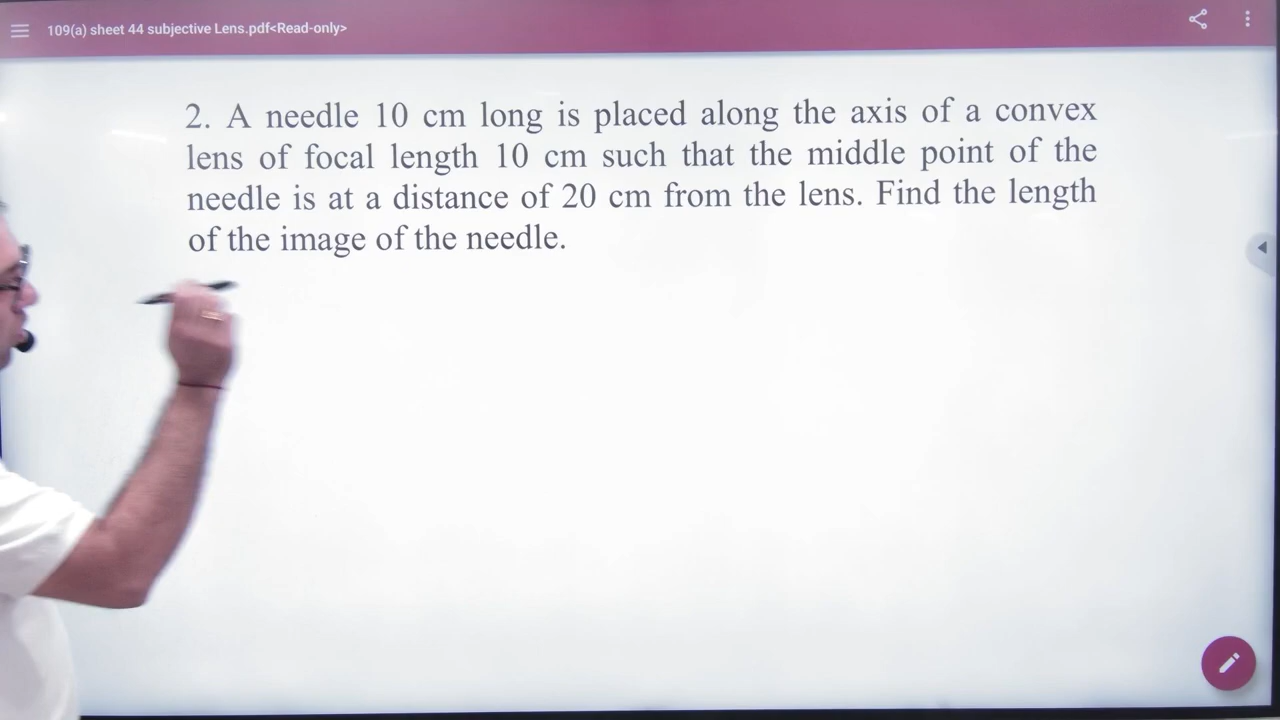 109(a) sheet 44 subjective Lens.pdf<Read-only>
2. A needle 10 cm long is placed along the axis of a convex
lens of focal length 10 cm such that the middle point of the
needle is at a distance of 20 cm from the lens. Find the length
of the image of the needle.